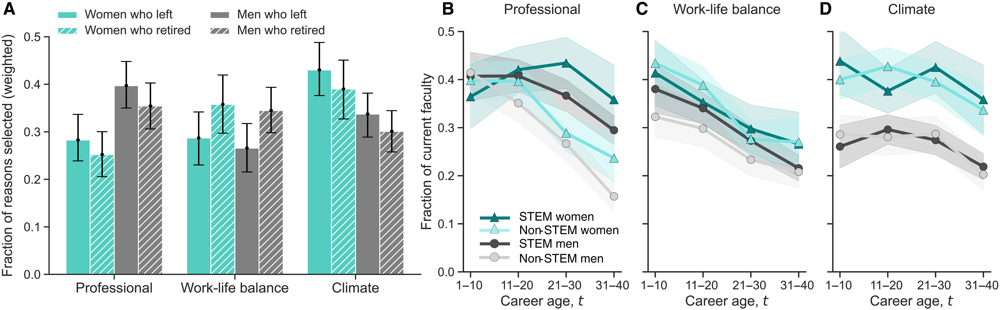 A
Women who left
Men who left
Women who retired
Men who retired
Fraction of reasons selected (weighted)
0.5
0.4
0.3
0.2
0.1
0.0
Professional
Work-life balance
Climate
B
Professional
Fraction of current faculty
0.5
0.4
0.3
0.2
0.1
0.0
STEM women
Non-STEM women
STEM men
Non-STEM men
1–10
11–20
21–30
31–40
Career age, t
C
Work-life balance
1–10
11–20
21–30
31–40
Career age, t
D
Climate
1–10
11–20
21–30
31–40
Career age, t